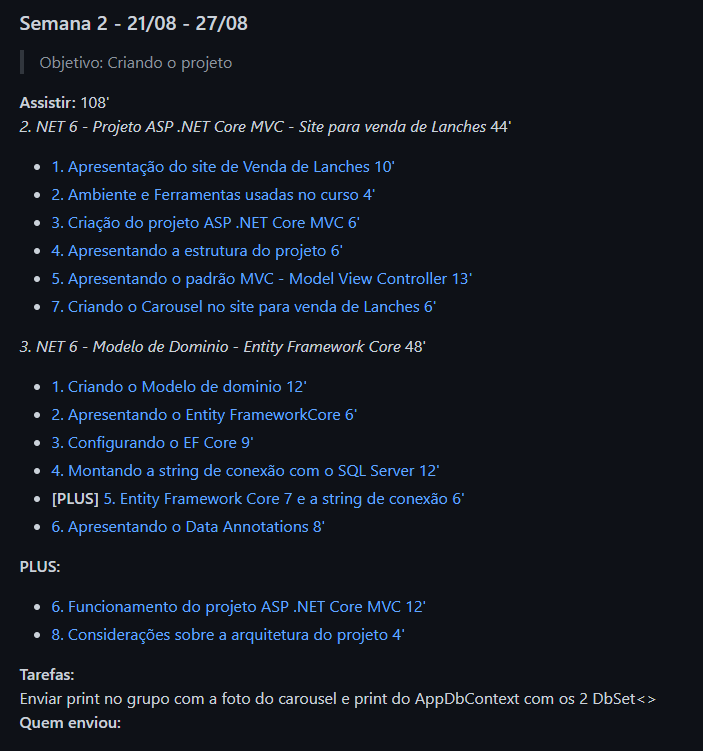 Semana 2 - 21/08 - 27/08
Objetivo: Criando o projeto
Assistir: 108'
2. NET 6 - Projeto ASP .NET Core MVC - Site para venda de Lanches 44'
1. Apresentação do site de Venda de Lanches 10'
2. Ambiente e Ferramentas usadas no curso 4'
3. Criação do projeto ASP .NET Core MVC 6'
4. Apresentando a estrutura do projeto 6'
5. Apresentando o padrão MVC - Model View Controller 13'
7. Criando o Carousel no site para venda de Lanches 6'
3. NET 6 - Modelo de Dominio - Entity Framework Core 48'
1. Criando o Modelo de dominio 12'
2. Apresentando o Entity FrameworkCore 6'
3. Configurando o EF Core 9'
4. Montando a string de conexão com o SQL Server 12'
[PLUS] 5. Entity Framework Core 7 e a string de conexão 6'
6. Apresentando o Data Annotations 8'
PLUS:
6. Funcionamento do projeto ASP .NET Core MVC 12'
8. Considerações sobre a arquitetura do projeto 4'
Tarefas:
Enviar print no grupo com a foto do carousel e print do AppDbContext com os 2 DbSet<>
Quem enviou: